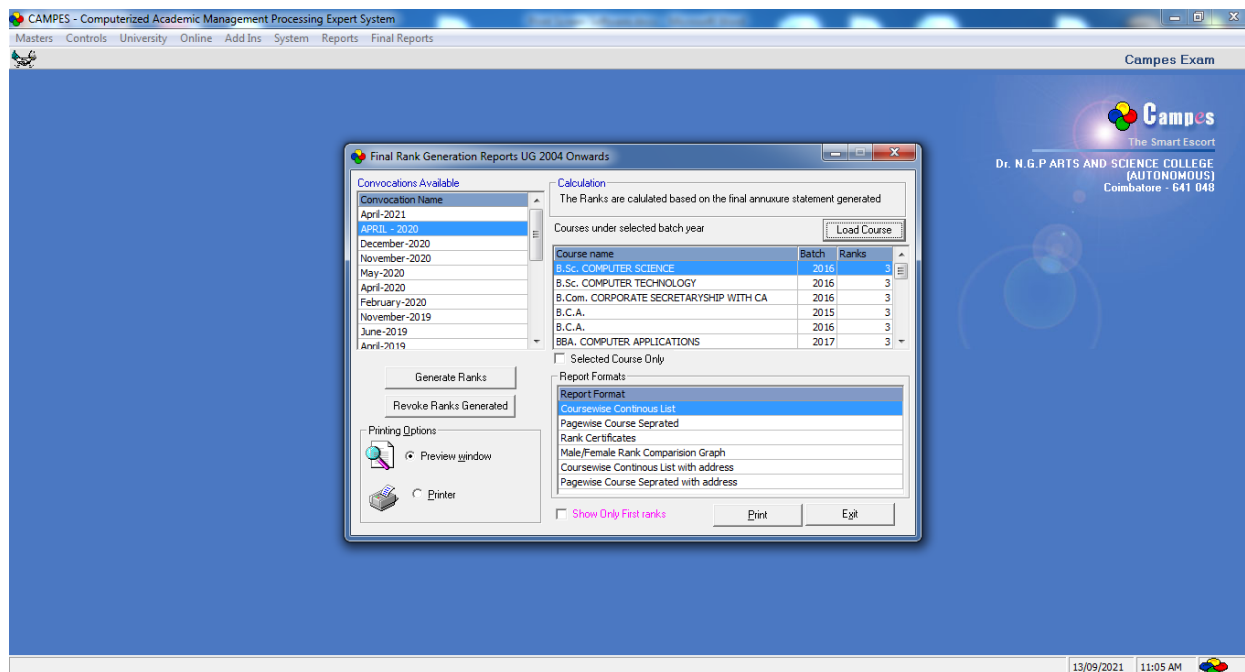 CAMPES - Computerized Academic Management Processing Expert System
Masters Controls University Online Add Ins System Reports Final Reports
Campes Exam
Campes
The Smart Escort
Dr. N.G.P ARTS AND SCIENCE COLLEGE
(AUTONOMOUS)
Coimbatore - 641 048
Final Rank Generation Reports UG 2004 Onwards
Convocations Available
Convocation Name
April-2021
APRIL - 2020
December-2020
November-2020
May-2020
April-2020
February-2020
November-2019
June-2019
April-2019
Generate Ranks
Revoke Ranks Generated
Printing Options
Preview window
Printer
Calculation
The Ranks are calulated based on the final annuxure statement generated
Courses under selected batch year
Load Course
Course name Batch Ranks
B.Sc. COMPUTER SCIENCE 2016 3
B.Sc. COMPUTER TECHNOLOGY 2016 3
B.Com. CORPORATE SECRETARYSHIP WITH CA 2016 3
B.C.A. 2015 3
B.C.A. 2016 3
BBA. COMPUTER APPLICATIONS 2017 3
Selected Course Only
Report Formats
Report Format
Coursewise Continous List
Pagewise Course Seprated
Rank Certificates
Male/Female Rank Comparision Graph
Coursewise Continous List with address
Pagewise Course Seprated with address
Show Only First ranks
Print
Exit
13/09/2021 11:05 AM